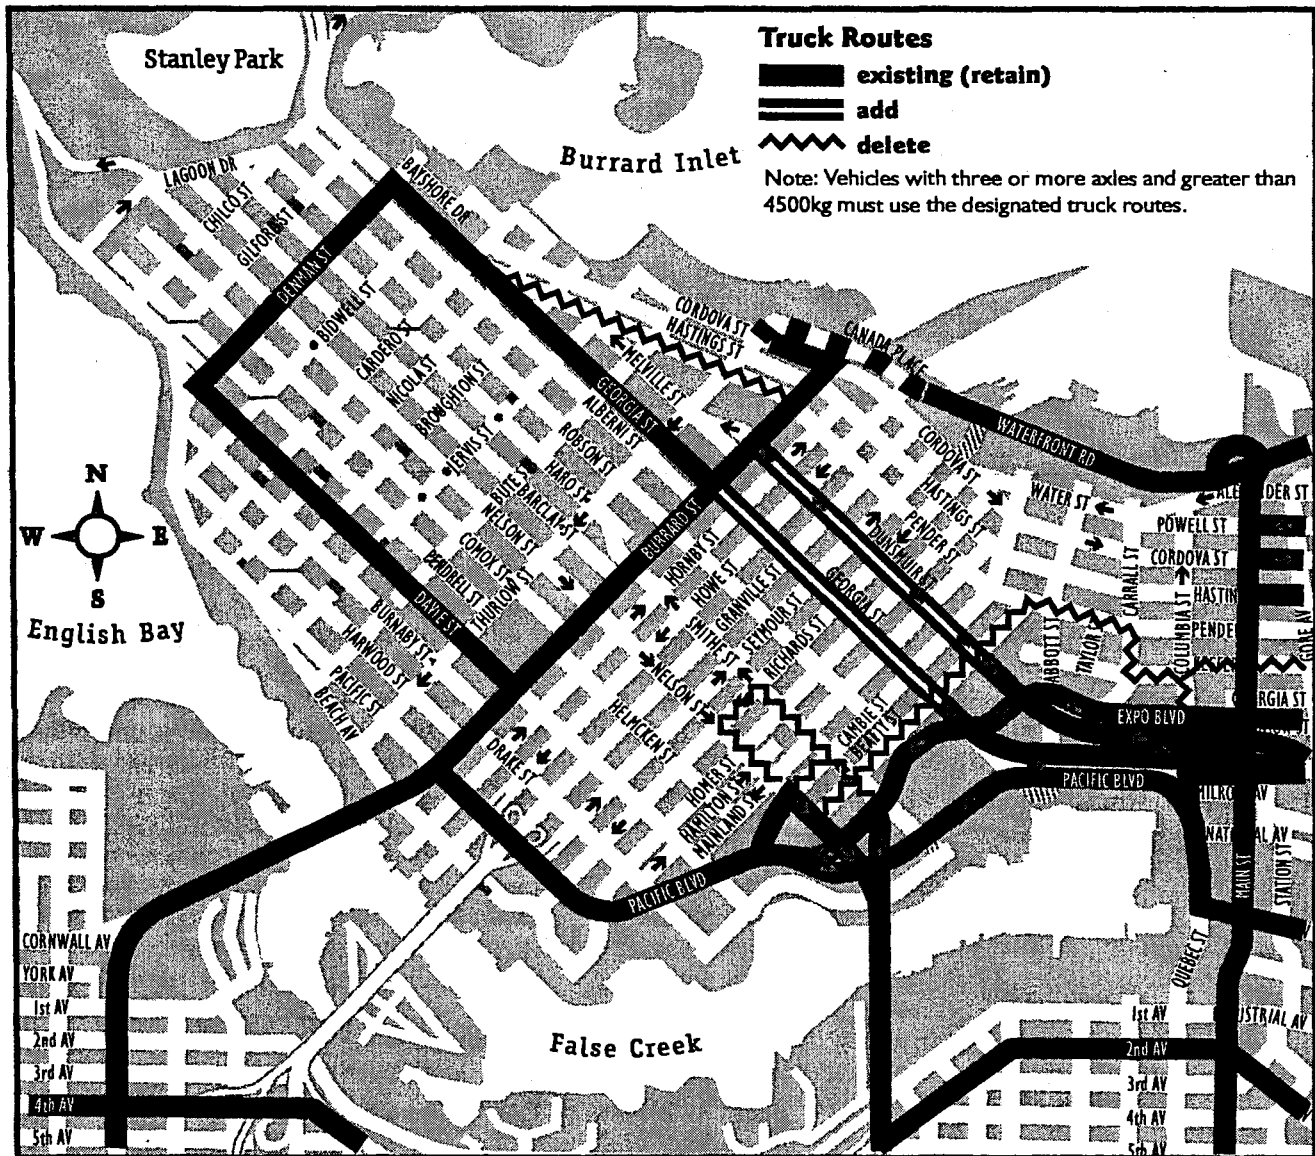 Stanley Park
Truck Routes
existing (retain)
add
delete
Note: Vehicles with three or more axles and greater than
4500kg must use the designated truck routes.
Burrard Inlet
LAGOON DR
CHILCO ST
GILFORD ST
DENMAN ST
BAYSHORE DR
BIDWELL ST
CARDERO ST
NICOLA ST
BROUGHTON ST
JERVIS ST
BUTE ST
CORDOVA ST
HASTINGS ST
MELVILLE ST
CANADA PLACE
WATERFRONT RD
GEORGIA ST
ALBERNI ST
ROBSON ST
HARO ST
BARCLAY ST
NELSON ST
COMOX ST
PENDRELL ST
THURLOW
DAVIE ST
BURNABY ST
HARWOOD ST
PACIFIC ST
BEACH AV
BURRARD ST
HORNBY ST
HOWE ST
GRANVILLE ST
SEYMOUR ST
RICHARDS ST
SMITHE ST
NELSON ST
HELMCKEN ST
DRAKE ST
HOMER ST
HAMILTON ST
MAINLAND ST
CAMBIE ST
BEATTY ST
GEORGIA ST
DUNSMUIR ST
PENDER ST
HASTINGS ST
CORDOVA ST
WATER ST
ABBOTT ST
TAYLOR
CARRALL ST
COLUMBIA ST
POWELL ST
CORDOVA ST
HASTIN
PENDE
GORE AV
GEORGIA ST
EXPO BLVD
PACIFIC BLVD
PACIFIC BLVD
MAIN ST
STATION ST
QUEBEC ST
N
W E
S
English Bay
False Creek
CORNWALL AV
YORK AV
1st AV
2nd AV
3rd AV
4th AV
5th AV
1st AV
USTRIAL AV
2nd AV
3rd AV
4th AV
5th AV